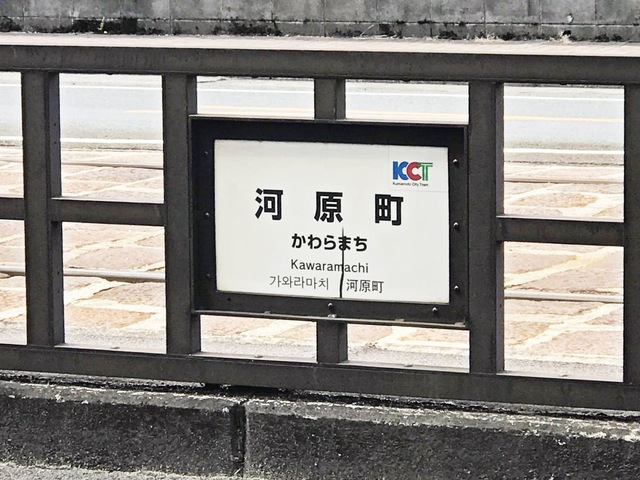 KCT
Kumamoto City Tram
河原町
かわらまち
Kawaramachi
가와라마치 河原町